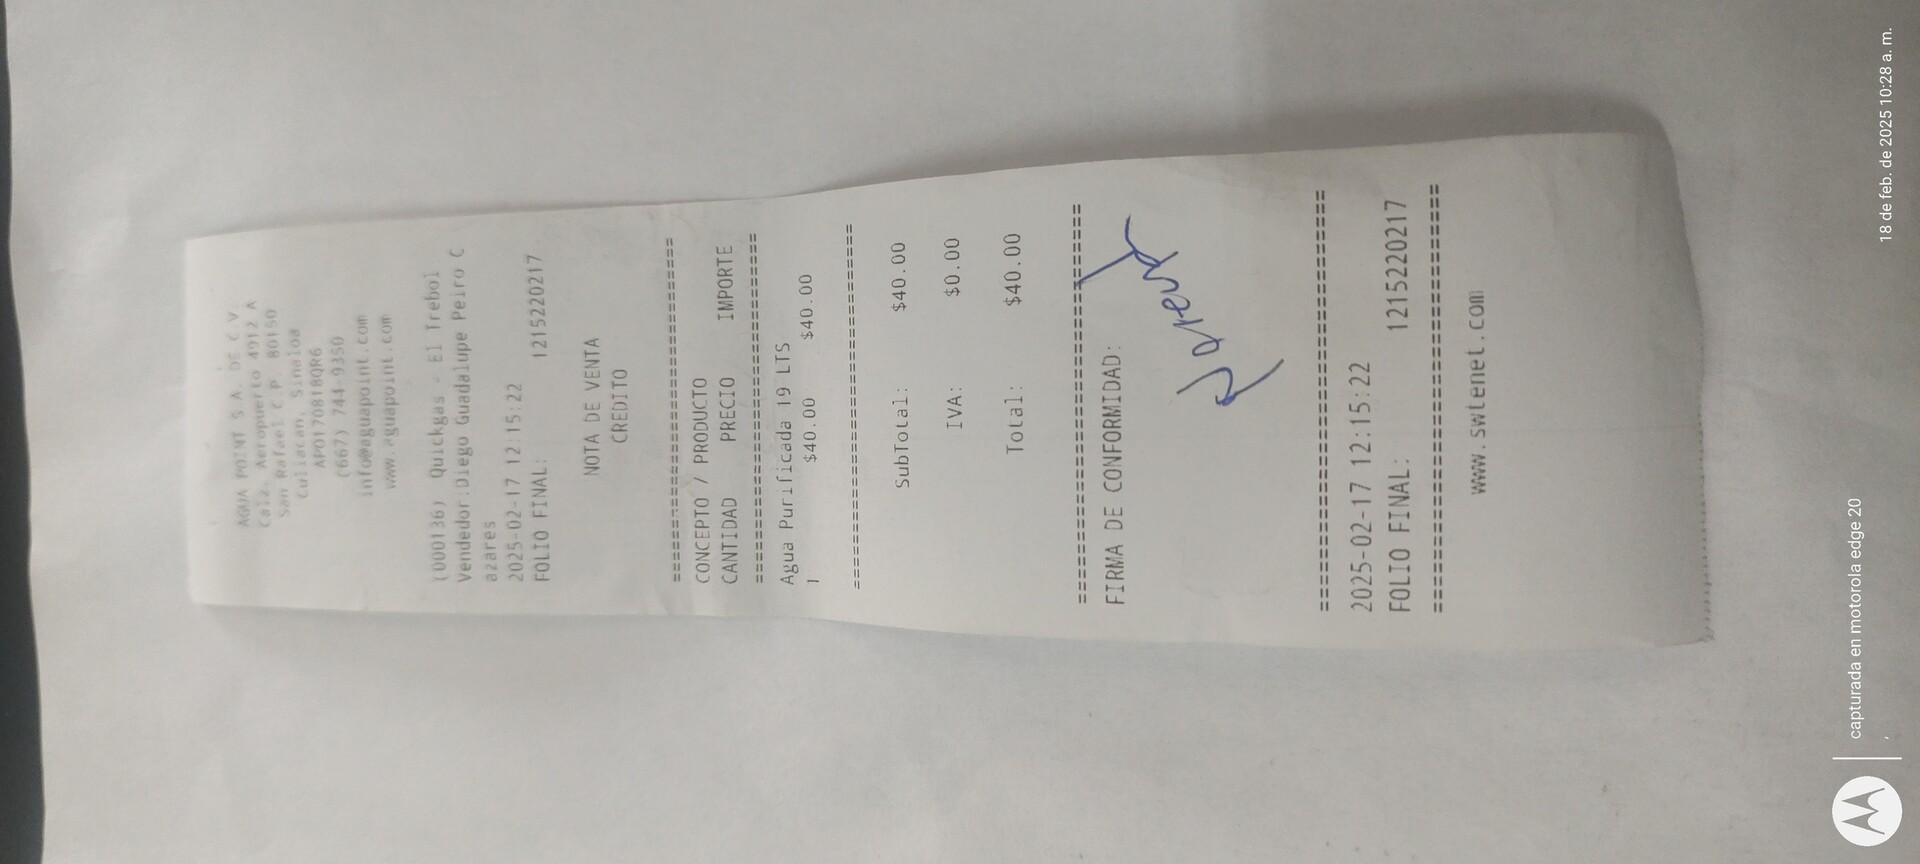 AGUA POINT S.A. DE C.V.
Calz. Aeropuerto 4912 A
San Rafael C.P. 80150
Culiacan, Sinaloa
APO170818QR6
(667) 744-9350
info@aguapoint.com
www.aguapoint.com
(000136) Quickgas - El Trebol
Vendedor:Diego Guadalupe Peiro C
azares
2025-02-17 12:15:22
FOLIO FINAL: 1215220217
NOTA DE VENTA
CREDITO
================================
CONCEPTO / PRODUCTO
CANTIDAD PRECIO IMPORTE
================================
Agua Purificada 19 LTS
1 $40.00 $40.00
================================
SubTotal: $40.00
IVA: $0.00
Total: $40.00
================================
FIRMA DE CONFORMIDAD:
================================
2025-02-17 12:15:22
FOLIO FINAL: 1215220217
================================
www.swtenet.com
capturada en motorola edge 20
,
18 de feb. de 2025 10:28 a. m.